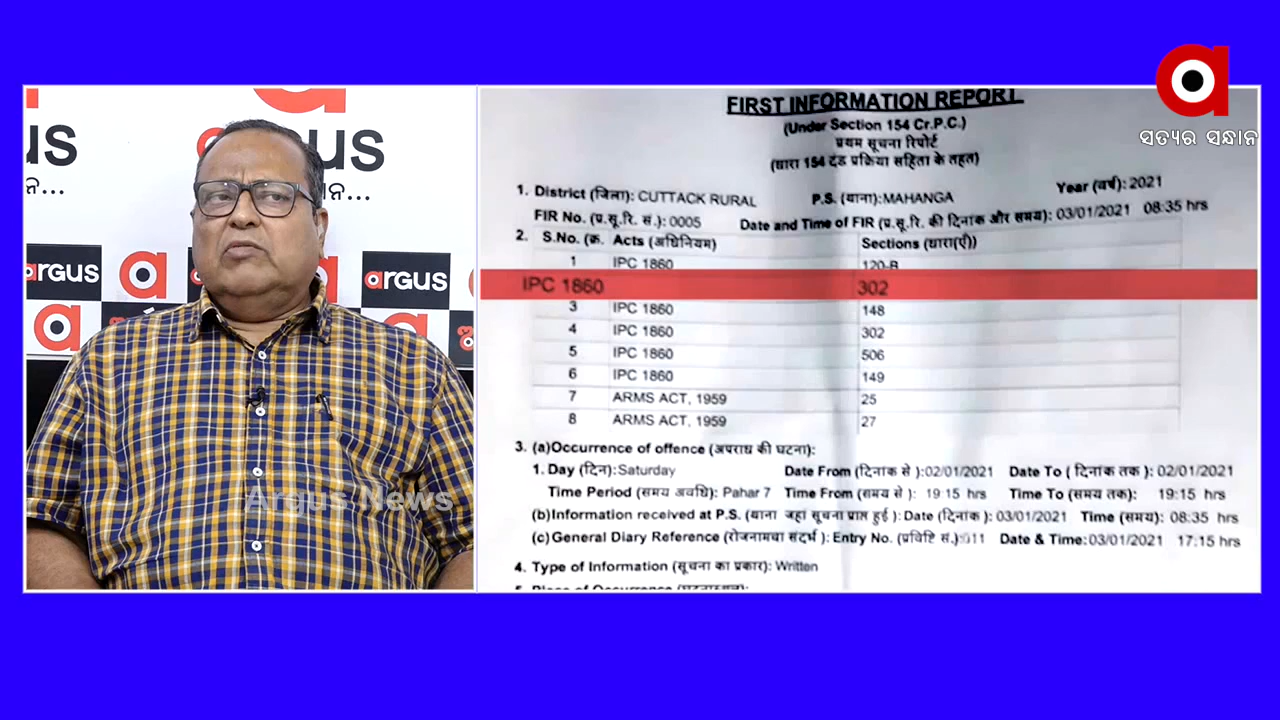 ସତ୍ୟର ସନ୍ଧାନ
argus
argus
argus
Argus News
FIRST INFORMATION REPORT
(Under Section 154 Cr.P.C.)
प्रथम सूचना रिपोर्ट
(धारा 154 दंड प्रक्रिया सहिता के तहत)
1. District (जिला): CUTTACK RURAL P.S. (थाना): MAHANGA Year (वर्ष): 2021
FIR No. (प्र.सू.रि. सं.): 0005 Date and Time of FIR (प्र.सू.रि. की दिनांक और समय): 03/01/2021 08:35 hrs
2. S.No. (क्र. Acts (अधिनियम) Sections (धारा(एँ))
1 IPC 1860 120-B
IPC 1860 302
3 IPC 1860 148
4 IPC 1860 302
5 IPC 1860 506
6 IPC 1860 149
7 ARMS ACT, 1959 25
8 ARMS ACT, 1959 27
3. (a)Occurrence of offence (अपराध की घटना):
1. Day (दिन): Saturday Date From (दिनांक से): 02/01/2021 Date To (दिनांक तक): 02/01/2021
Time Period (समय अवधि): Pahar 7 Time From (समय से): 19:15 hrs Time To (समय तक): 19:15 hrs
(b)Information received at P.S. (थाना जहां सूचना प्राप्त हुई): Date (दिनांक): 03/01/2021 Time (समय): 08:35 hrs
(c)General Diary Reference (रोजनामचा संदर्भ): Entry No. (प्रविष्टि सं.): 011 Date & Time: 03/01/2021 17:15 hrs
4. Type of Information (सूचना का प्रकार): Written